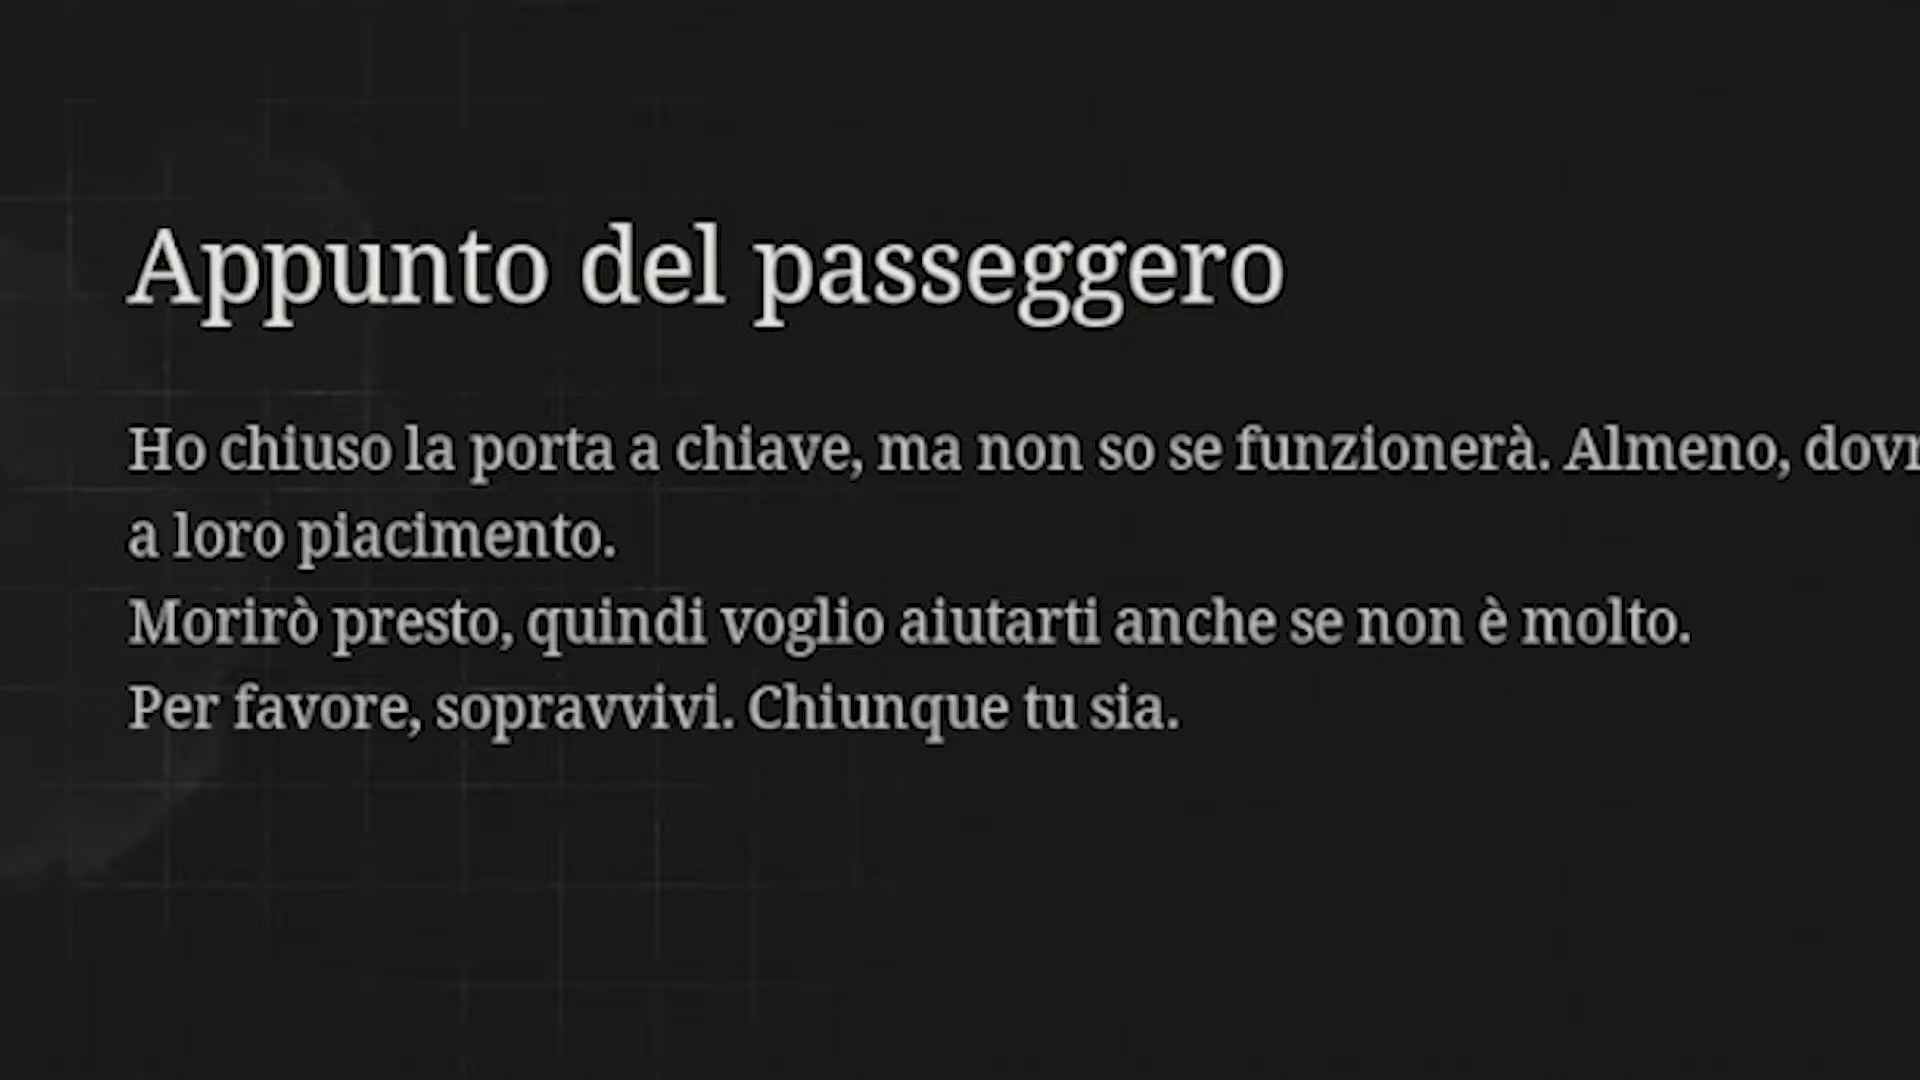 Appunto del passeggero
Ho chiuso la porta a chiave, ma non so se funzionerà. Almeno,
a loro piacimento.
Morirò presto, quindi voglio aiutarti anche se non è molto.
Per favore, sopravvivi. Chiunque tu sia.